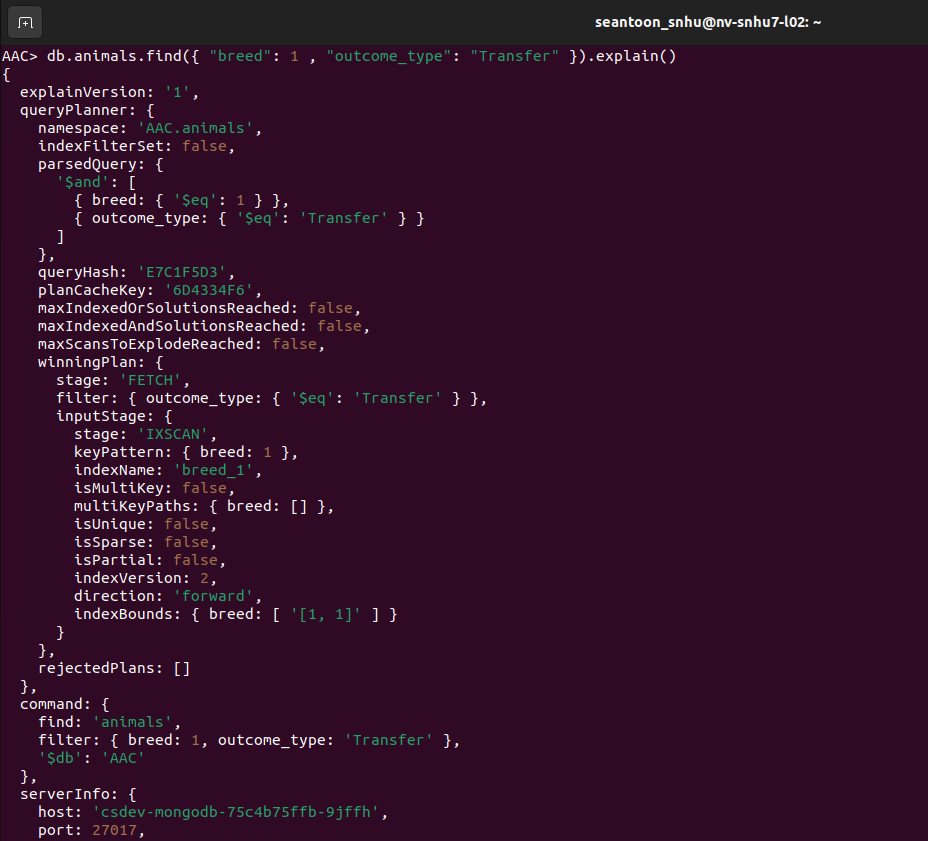 seantoon_snhu@nv-snhu7-l02: ~
AAC> db.animals.find({ "breed": 1 , "outcome_type": "Transfer" }).explain()
{
  explainVersion: '1',
  queryPlanner: {
    namespace: 'AAC.animals',
    indexFilterSet: false,
    parsedQuery: {
      '$and': [
        { breed: { '$eq': 1 } },
        { outcome_type: { '$eq': 'Transfer' } }
      ]
    },
    queryHash: 'E7C1F5D3',
    planCacheKey: '6D4334F6',
    maxIndexedOrSolutionsReached: false,
    maxIndexedAndSolutionsReached: false,
    maxScansToExplodeReached: false,
    winningPlan: {
      stage: 'FETCH',
      filter: { outcome_type: { '$eq': 'Transfer' } },
      inputStage: {
        stage: 'IXSCAN',
        keyPattern: { breed: 1 },
        indexName: 'breed_1',
        isMultiKey: false,
        multiKeyPaths: { breed: [] },
        isUnique: false,
        isSparse: false,
        isPartial: false,
        indexVersion: 2,
        direction: 'forward',
        indexBounds: { breed: [ '[1, 1]' ] }
      }
    },
    rejectedPlans: []
  },
  command: {
    find: 'animals',
    filter: { breed: 1, outcome_type: 'Transfer' },
    '$db': 'AAC'
  },
  serverInfo: {
    host: 'csdev-mongodb-75c4b75ffb-9jffh',
    port: 27017,